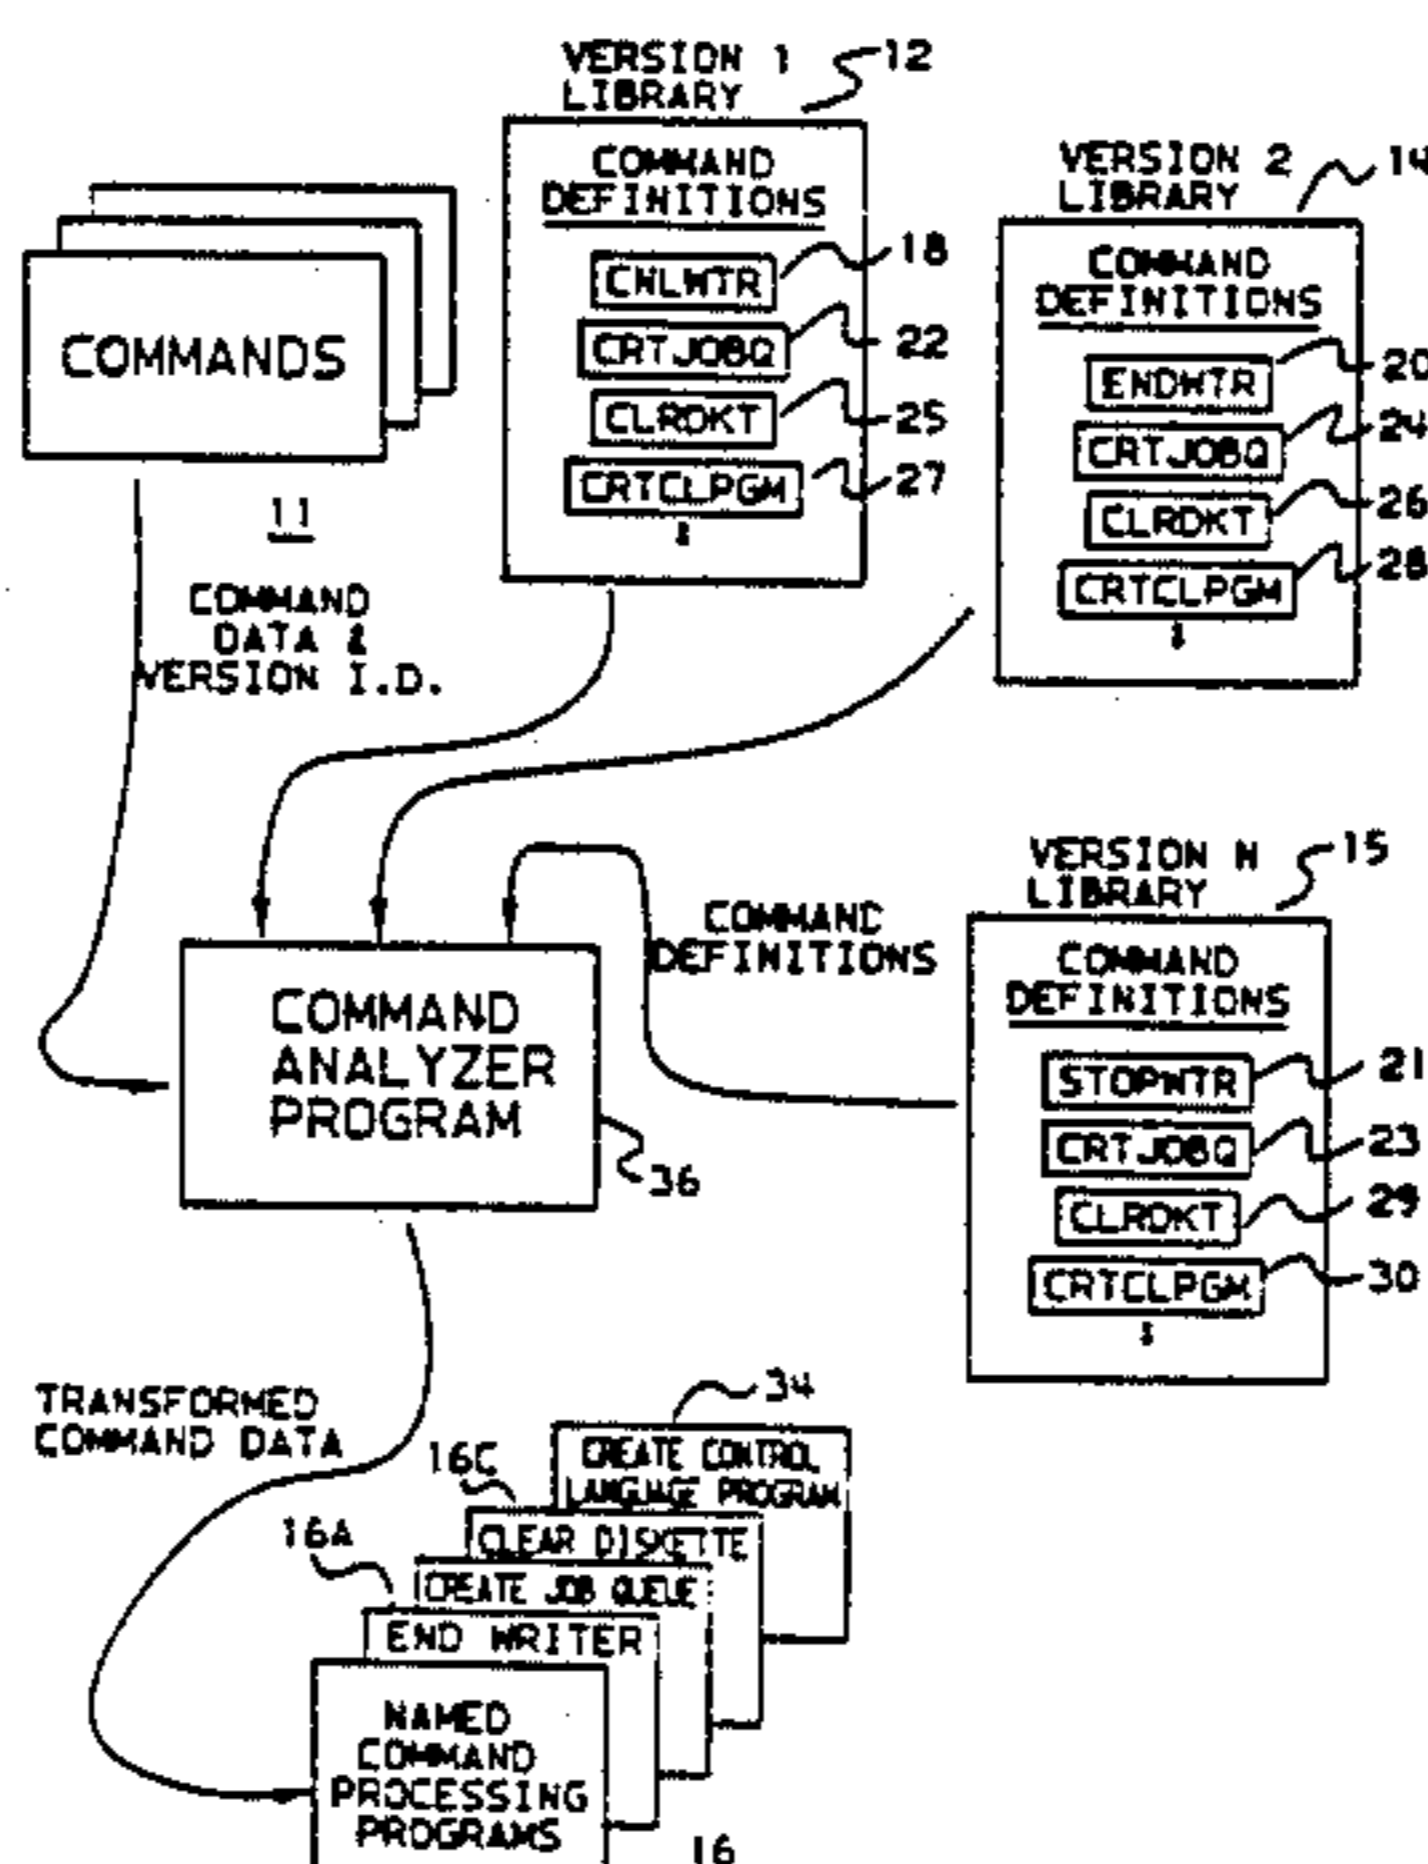 VERSION 1
LIBRARY
12
COMMAND
DEFINITIONS
CNLWTR
18
CRTJOBQ
22
CLRDKT
25
CRTCLPGM
27
VERSION 2
LIBRARY
14
COMMAND
DEFINITIONS
ENDWTR
20
CRTJOBQ
24
CLRDKT
26
CRTCLPGM
28
COMMANDS
11
COMMAND
DATA &
VERSION I.D.
VERSION N
LIBRARY
15
COMMAND
DEFINITIONS
STOPWTR
21
CRTJOBQ
23
CLRDKT
29
CRTCLPGM
30
COMMAND
DEFINITIONS
COMMAND
ANALYZER
PROGRAM
36
TRANSFORMED
COMMAND DATA
34
CREATE CONTROL
LANGUAGE PROGRAM
16C
CLEAR DISKETTE
CREATE JOB QUEUE
16A
END WRITER
NAMED
COMMAND
PROCESSING
PROGRAMS
16